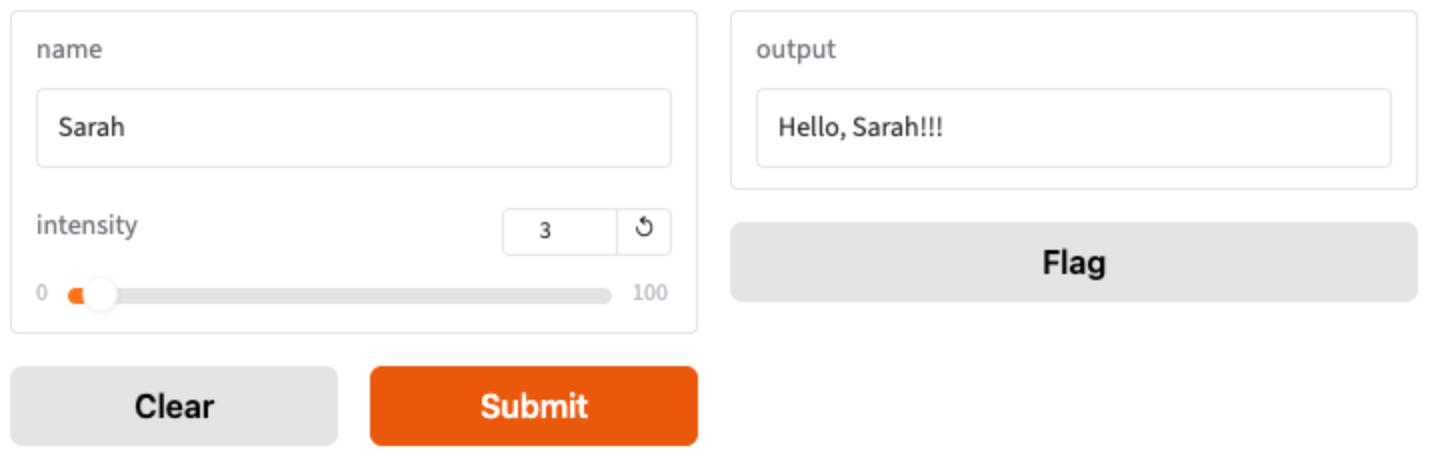 name
Sarah
intensity
3
0
100
Clear
Submit
output
Hello, Sarah!!!
Flag